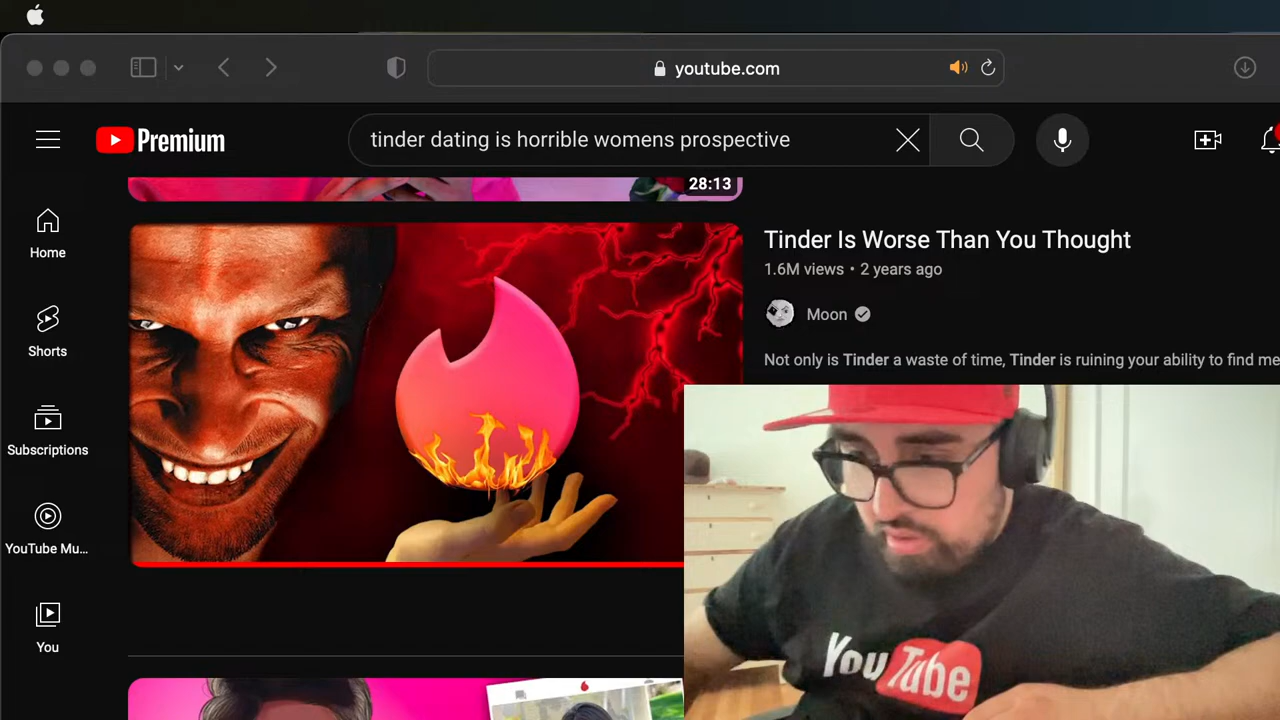 youtube.com
Premium
tinder dating is horrible womens prospective
28:13
Home
Shorts
Subscriptions
YouTube Mu...
You
Tinder Is Worse Than You Thought
1.6M views • 2 years ago
Moon
Not only is Tinder a waste of time, Tinder is ruining your ability to find me
YouTube